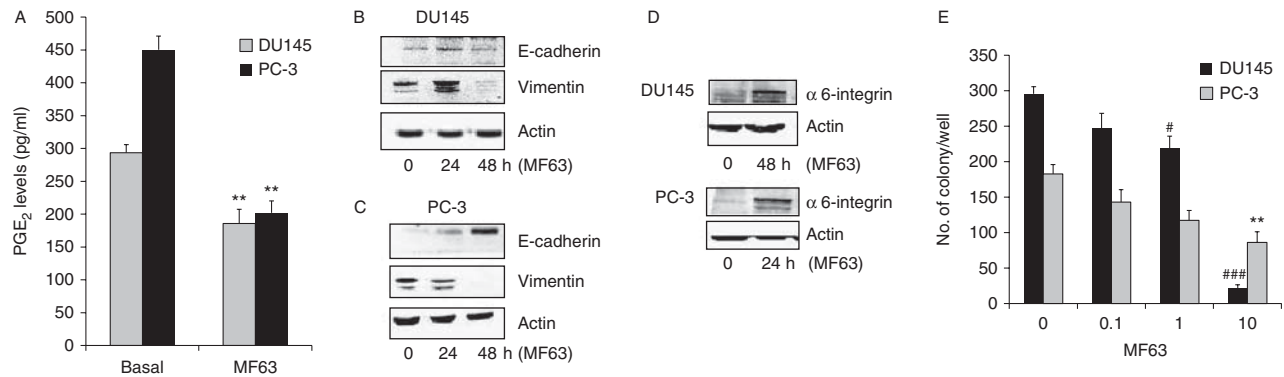 A
PGE2 levels (pg/ml)
500
450
400
350
300
250
200
150
100
50
0
DU145
PC-3
** **
Basal MF63
B
DU145
E-cadherin
Vimentin
Actin
0 24 48 h (MF63)
C
PC-3
E-cadherin
Vimentin
Actin
0 24 48 h (MF63)
D
DU145
α 6-integrin
Actin
0 48 h (MF63)
PC-3
α 6-integrin
Actin
0 24 h (MF63)
E
No. of colony/well
350
300
250
200
150
100
50
0
DU145
PC-3
#
**
###
0 0.1 1 10
MF63